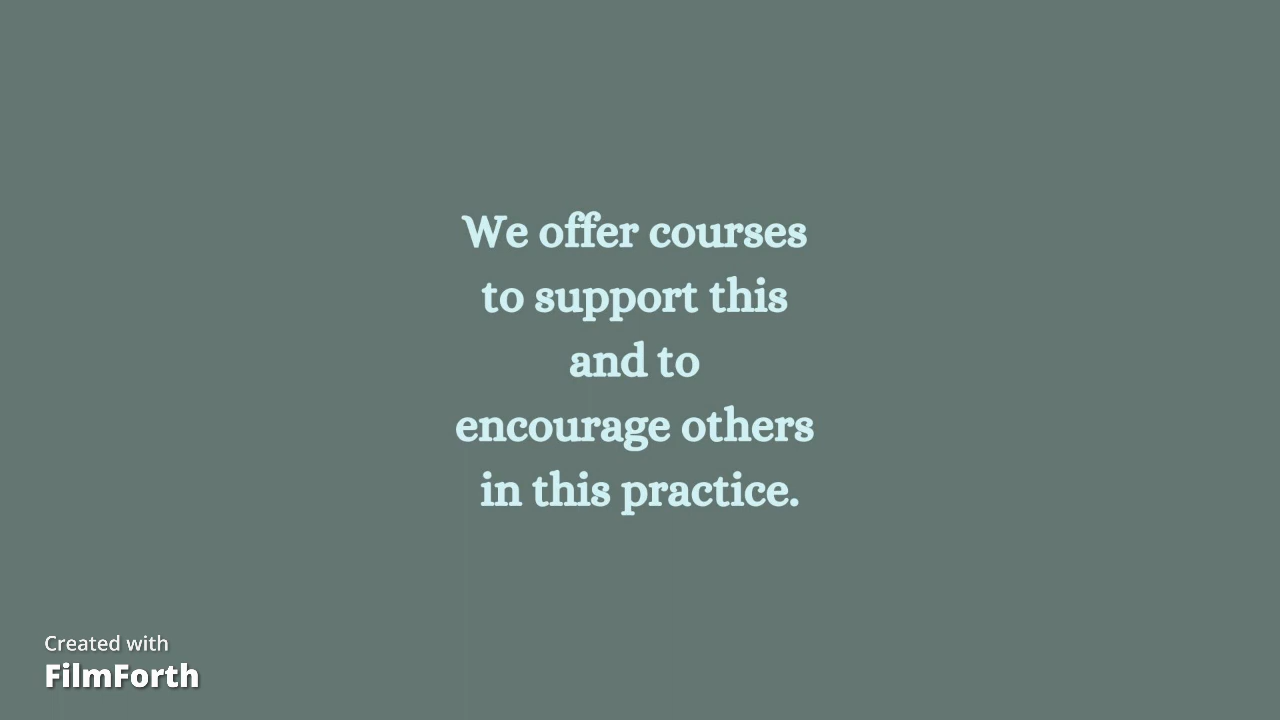 We offer courses
to support this
and to
encourage others
in this practice.
Created with
FilmForth